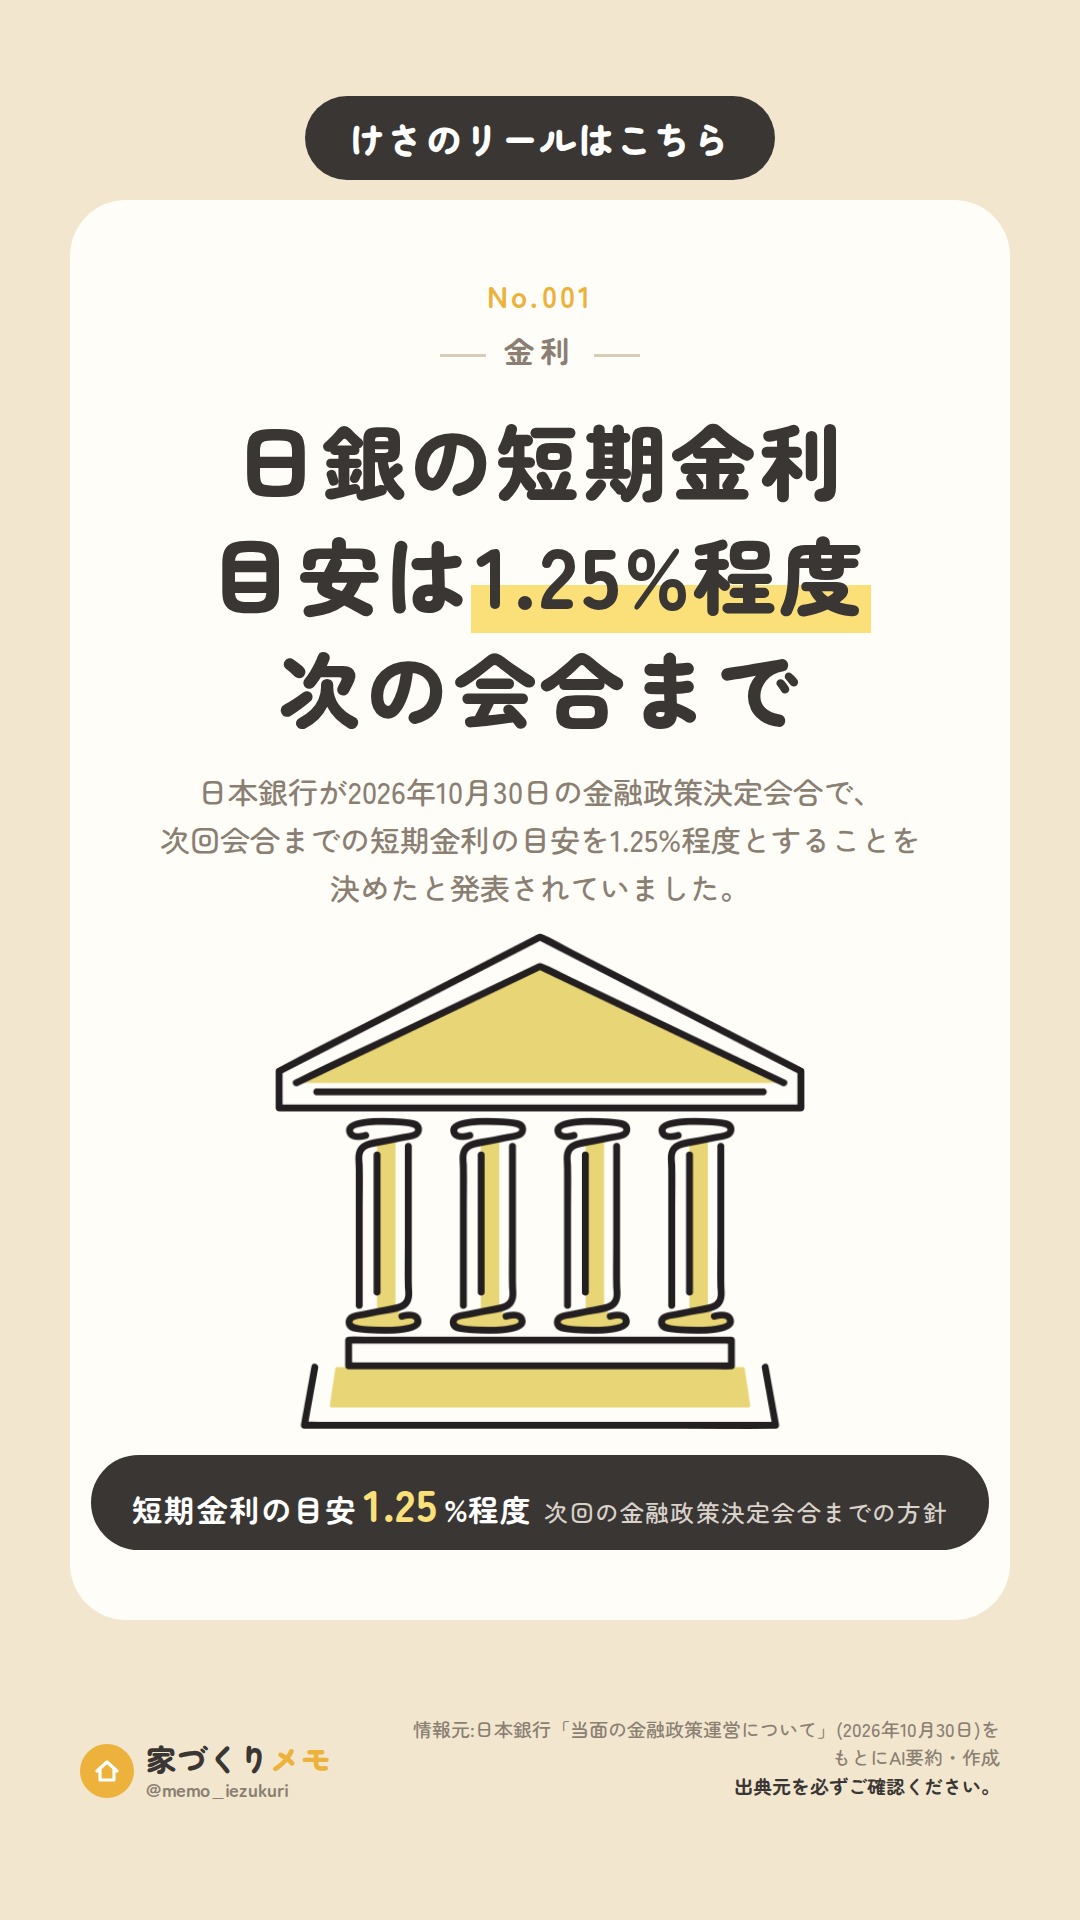 けさのリールはこちら
No.001
金利
日銀の短期金利
目安は1.25%程度
次の会合まで
日本銀行が2026年10月30日の金融政策決定会合で、
次回会合までの短期金利の目安を1.25%程度とすることを
決めたと発表されていました。
短期金利の目安 1.25 %程度 次回の金融政策決定会合までの方針
情報元:日本銀行「当面の金融政策運営について」(2026年10月30日)を
もとにAI要約・作成
出典元を必ずご確認ください。
家づくりメモ
@memo_iezukuri